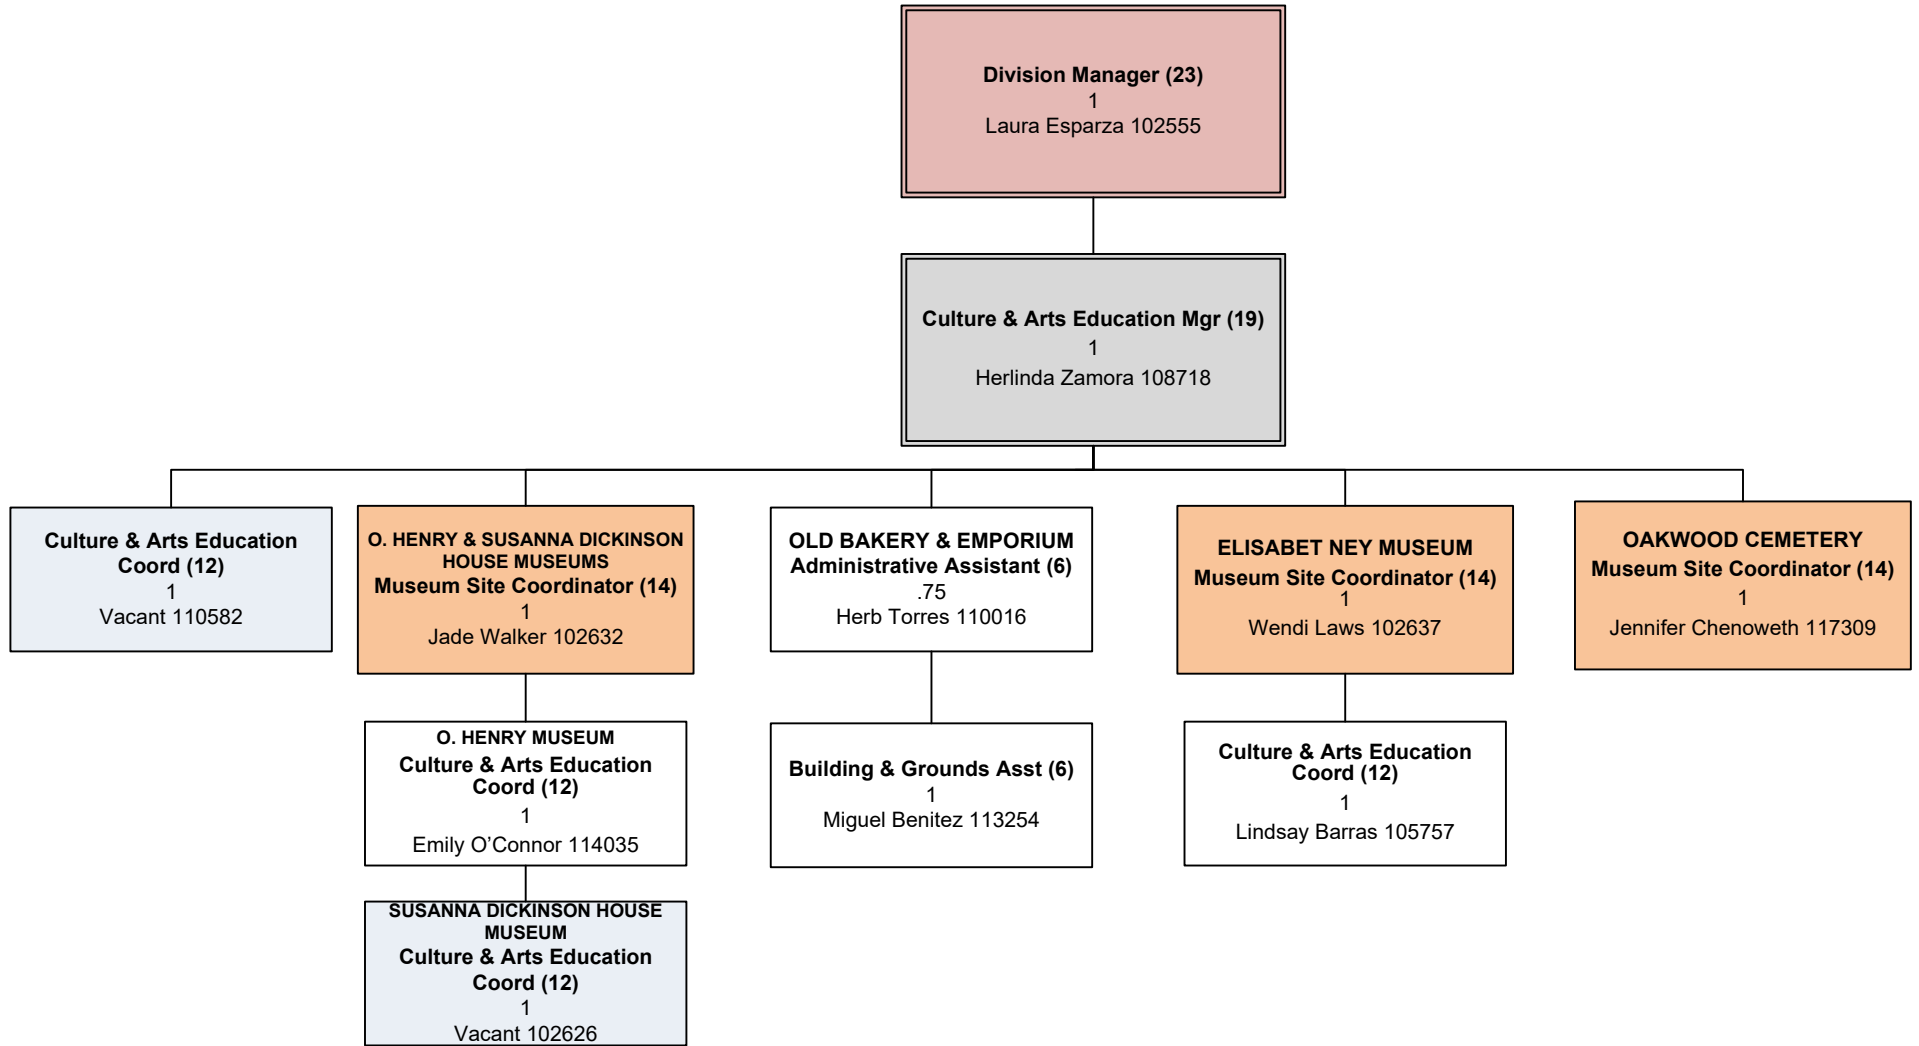 Division Manager (23)
1
Laura Esparza 102555
Culture & Arts Education Mgr (19)
1
Herlinda Zamora 108718
Culture & Arts Education
Coord (12)
1
Vacant 110582
O. HENRY & SUSANNA DICKINSON
HOUSE MUSEUMS
Museum Site Coordinator (14)
1
Jade Walker 102632
OLD BAKERY & EMPORIUM
Administrative Assistant (6)
.75
Herb Torres 110016
ELISABET NEY MUSEUM
Museum Site Coordinator (14)
1
Wendi Laws 102637
OAKWOOD CEMETERY
Museum Site Coordinator (14)
1
Jennifer Chenoweth 117309
O. HENRY MUSEUM
Culture & Arts Education
Coord (12)
1
Emily O’Connor 114035
Building & Grounds Asst (6)
1
Miguel Benitez 113254
Culture & Arts Education
Coord (12)
1
Lindsay Barras 105757
SUSANNA DICKINSON HOUSE
MUSEUM
Culture & Arts Education
Coord (12)
1
Vacant 102626